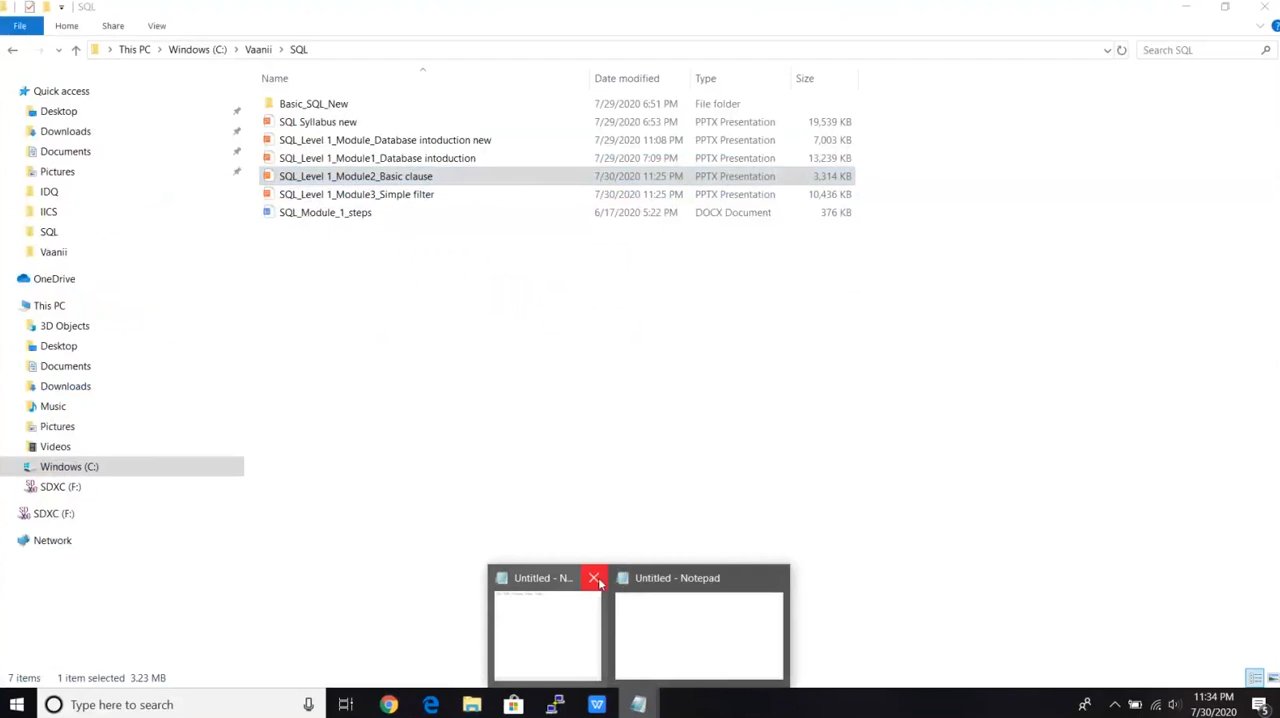 SQL
File Home Share View
This PC Windows (C:) Vaanii SQL Search SQL
Name Date modified Type Size
Quick access
Desktop
Downloads
Documents
Pictures
IDQ
IICS
SQL
Vaanii
OneDrive
This PC
3D Objects
Desktop
Documents
Downloads
Music
Pictures
Videos
Windows (C:)
SDXC (F:)
SDXC (F:)
Network
Basic_SQL_New 7/29/2020 6:51 PM File folder
SQL Syllabus new 7/29/2020 6:53 PM PPTX Presentation 19,539 KB
SQL_Level 1_Module_Database intoduction new 7/29/2020 11:08 PM PPTX Presentation 7,003 KB
SQL_Level 1_Module1_Database intoduction 7/29/2020 7:09 PM PPTX Presentation 13,239 KB
SQL_Level 1_Module2_Basic clause 7/30/2020 11:25 PM PPTX Presentation 3,314 KB
SQL_Level 1_Module3_Simple filter 7/30/2020 11:25 PM PPTX Presentation 10,436 KB
SQL_Module_1_steps 6/17/2020 5:22 PM DOCX Document 376 KB
Untitled - N... Untitled - Notepad
7 items 1 item selected 3.23 MB
Type here to search
11:34 PM
7/30/2020
5